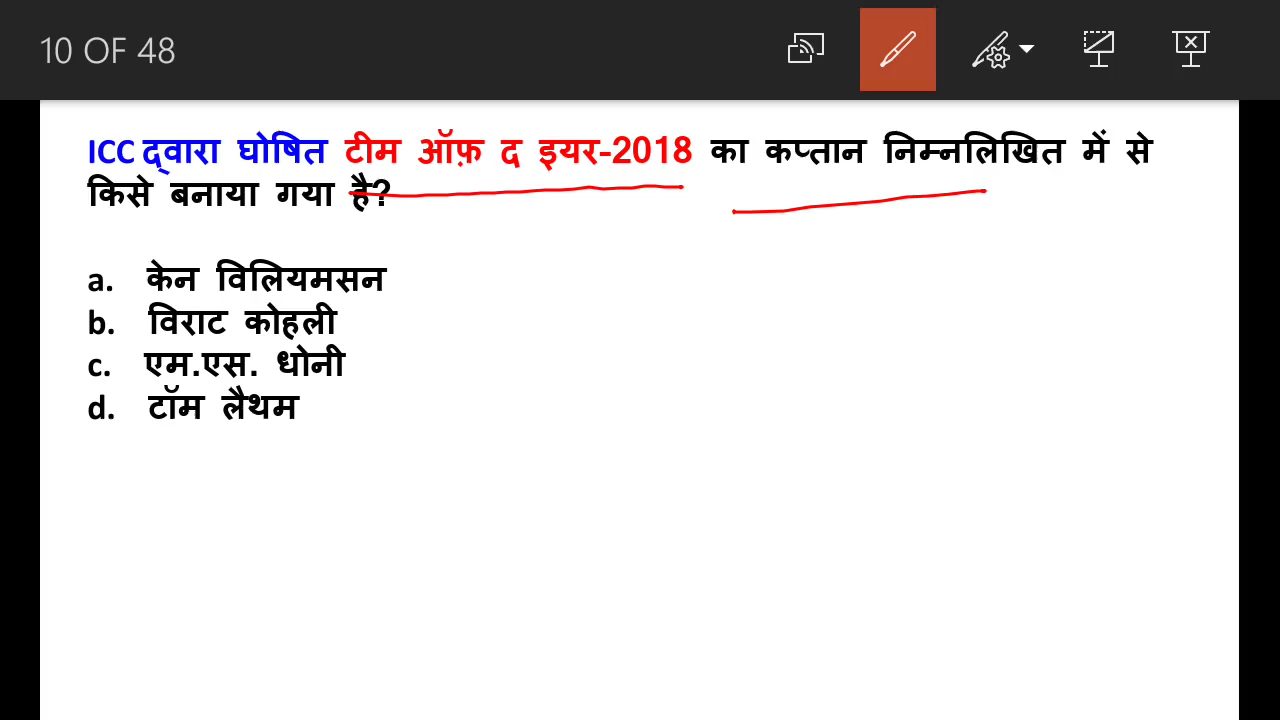 10 OF 48
ICC द्वारा घोषित टीम ऑफ़ द इयर-2018 का कप्तान निम्नलिखित में से
किसे बनाया गया है?
a. केन विलियमसन
b. विराट कोहली
c. एम.एस. धोनी
d. टॉम लैथम